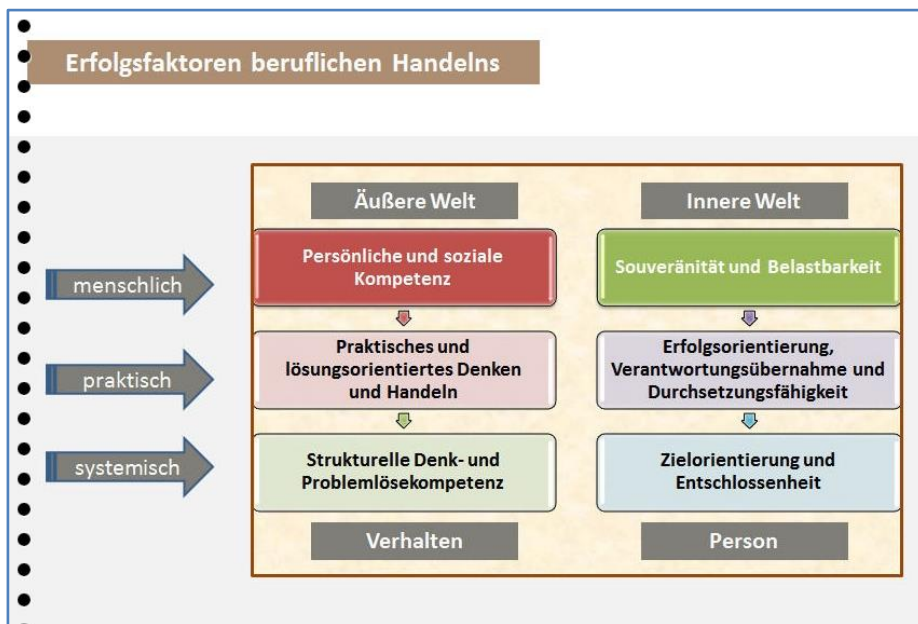 Erfolgsfaktoren beruflichen Handelns
Äußere Welt
Innere Welt
menschlich
Persönliche und soziale
Kompetenz
Souveränität und Belastbarkeit
praktisch
Praktisches und
lösungsorientiertes Denken
und Handeln
Erfolgsorientierung,
Verantwortungsübernahme und
Durchsetzungsfähigkeit
systemisch
Strukturelle Denk- und
Problemlösekompetenz
Zielorientierung und
Entschlossenheit
Verhalten
Person